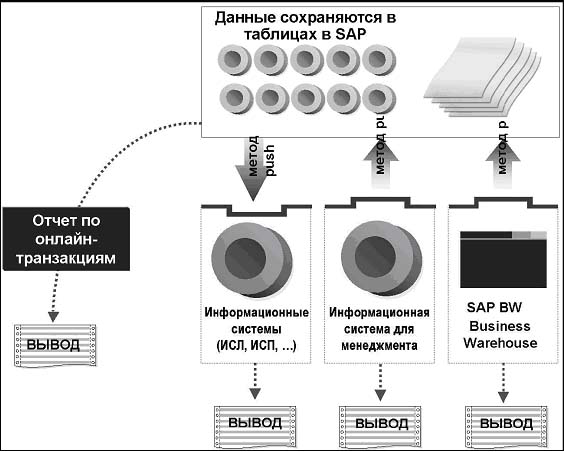 Данные сохраняются в
таблицах в SAP
метод
push
метод pu
метод p
Отчет по
онлайн-
транзакциям
Информационные
системы
(ИСЛ, ИСП, ...)
Информационная
система для
менеджмента
SAP BW
Business
Warehouse
ВЫВОД
ВЫВОД
ВЫВОД
ВЫВОД